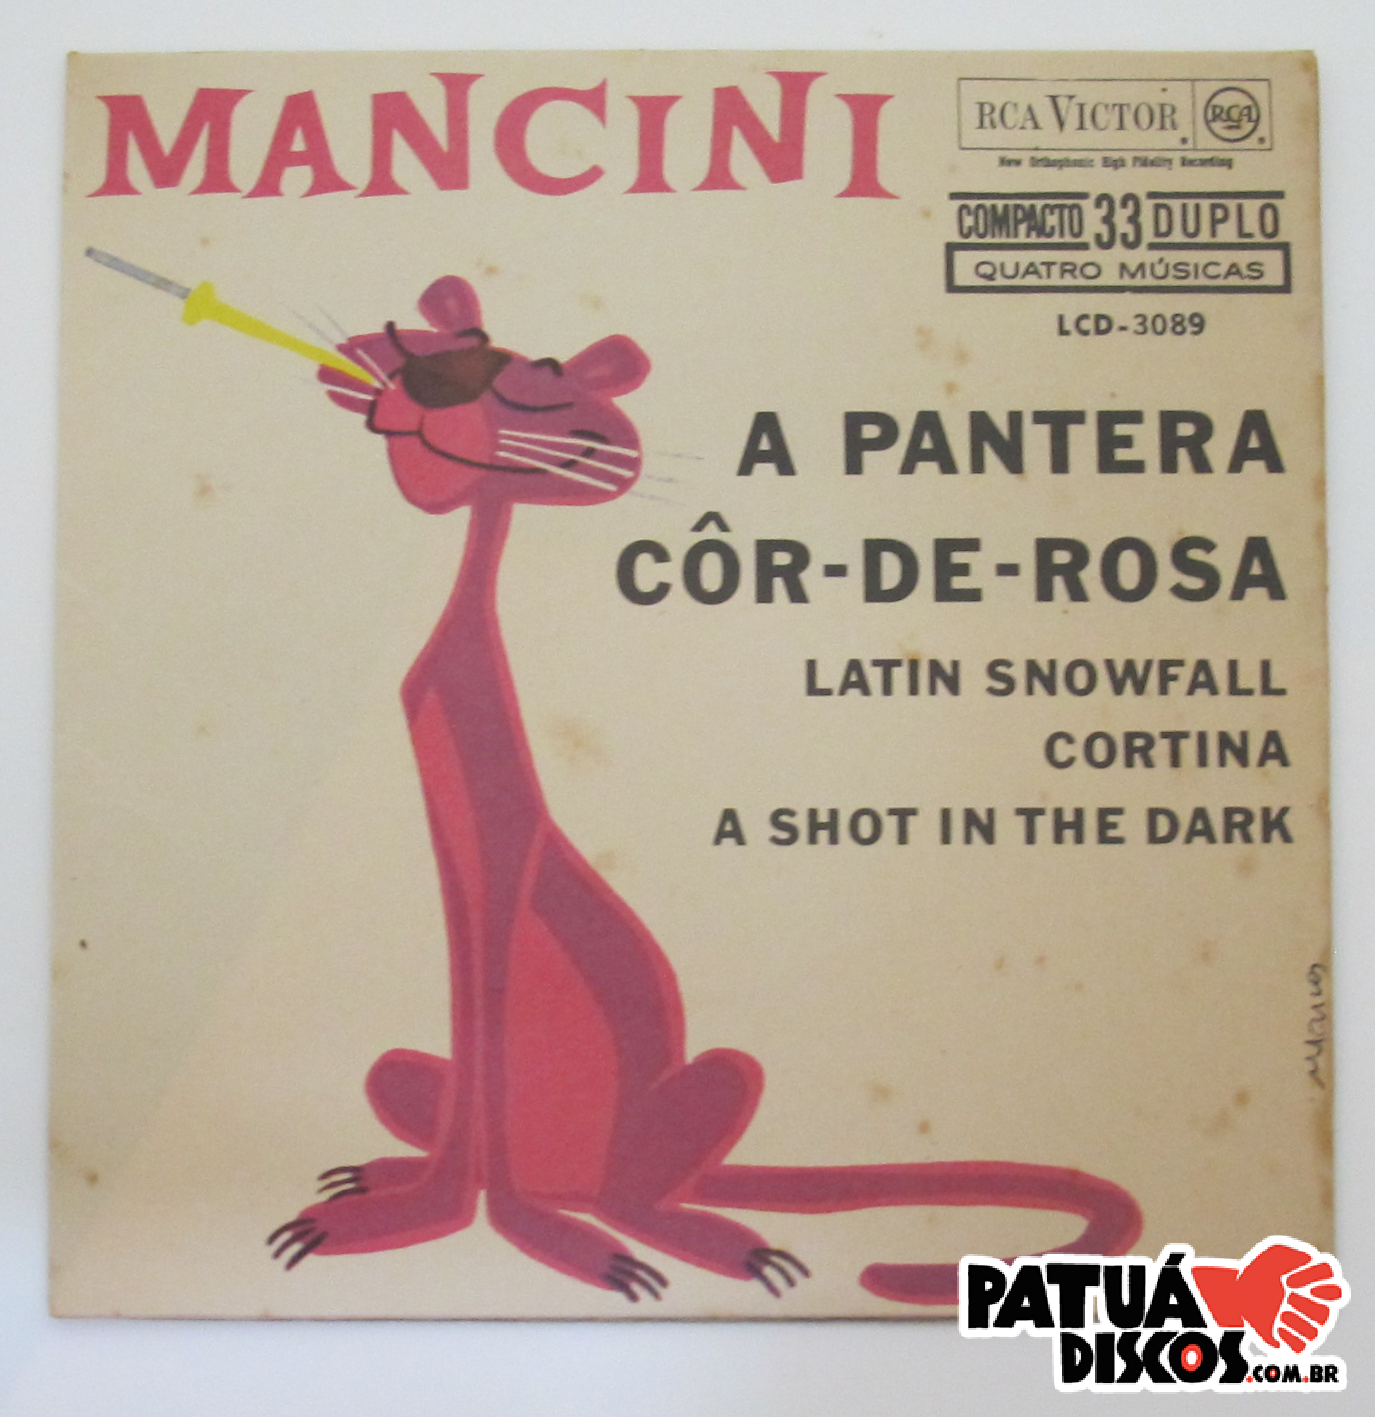 MANCINI
RCA VICTOR
RCA
New Orthophonic High Fidelity Recording
COMPACTO 33 DUPLO
QUATRO MÚSICAS
LCD-3089
A PANTERA
CÔR-DE-ROSA
LATIN SNOWFALL
CORTINA
A SHOT IN THE DARK
PATUÁ
DISCOS.COM.BR